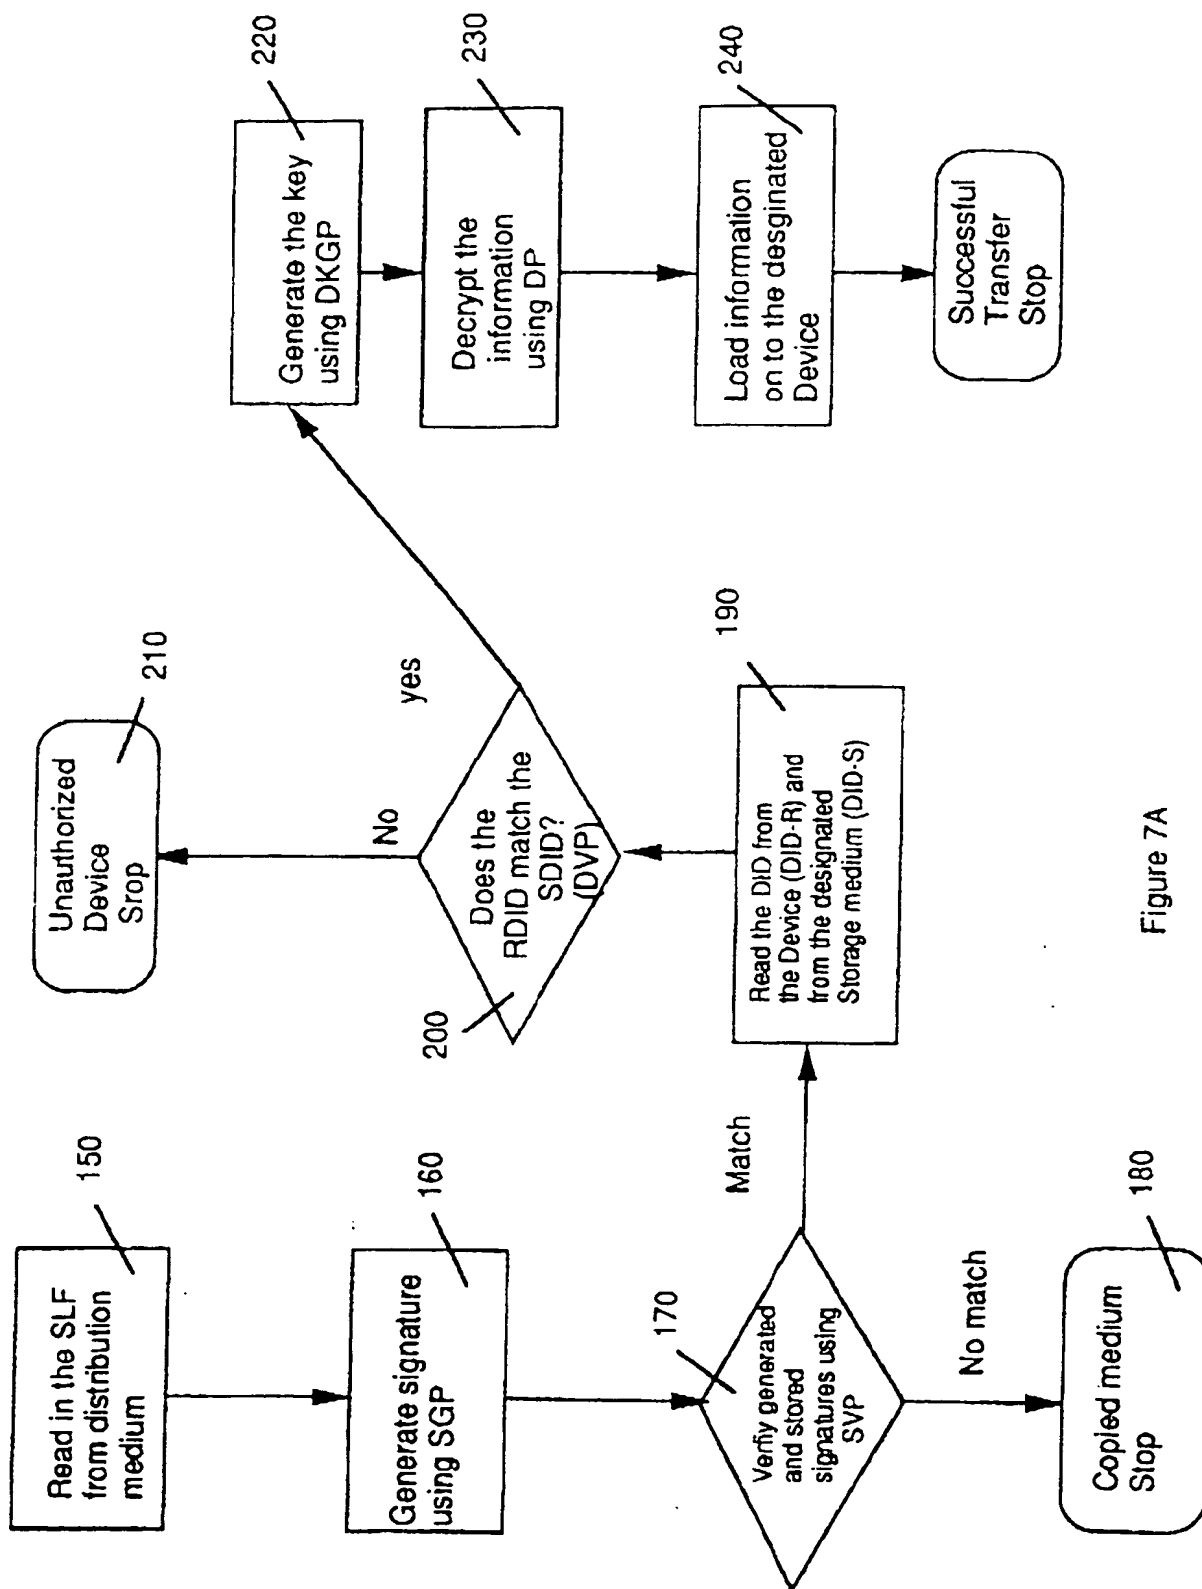 150
Read in the SLF
from distribution
medium
160
Generate signature
using SGP
170
Verfiy generated
and stored
signatures using
SVP
No match
180
Copied medium
Stop
Match
190
Read the DID from
the Device (DID-R) and
from the designated
Storage medium (DID-S)
200
Does the
RDID match the
SDID?
(DVP)
No
210
Unauthorized
Device
Srop
yes
220
Generate the key
using DKGP
230
Decrypt the
information
using DP
240
Load information
on to the desginated
Device
Successful
Transfer
Stop
Figure 7A